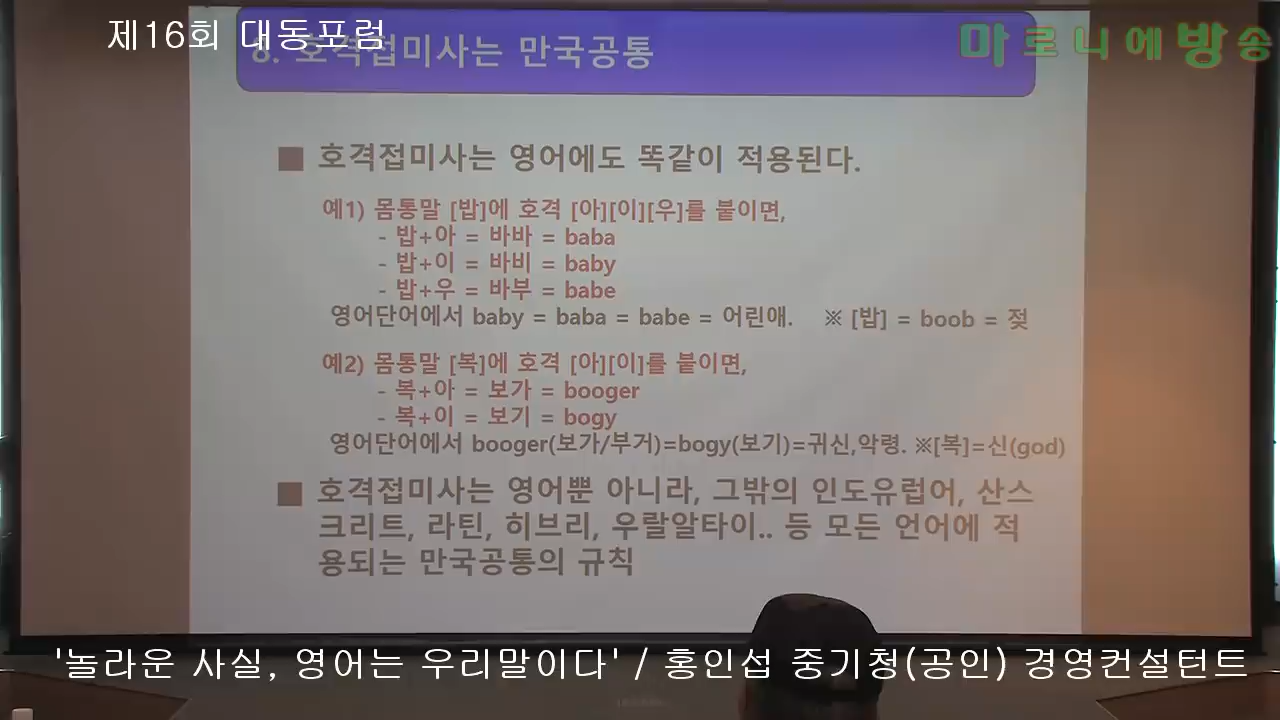 제16회 대동포럼
마로니에방송
8. 호격접미사는 만국공통
■ 호격접미사는 영어에도 똑같이 적용된다.
예1) 몸통말 [밥]에 호격 [아][이][우]를 붙이면,
- 밥+아 = 바바 = baba
- 밥+이 = 바비 = baby
- 밥+우 = 바부 = babe
영어단어에서 baby = baba = babe = 어린애. ※ [밥] = boob = 젖
예2) 몸통말 [복]에 호격 [아][이]를 붙이면,
- 복+아 = 보가 = booger
- 복+이 = 보기 = bogy
영어단어에서 booger(보가/부거)=bogy(보기)=귀신,악령. ※[복]=신(god)
■ 호격접미사는 영어뿐 아니라, 그밖의 인도유럽어, 산스
크리트, 라틴, 히브리, 우랄알타이.. 등 모든 언어에 적
용되는 만국공통의 규칙
'놀라운 사실, 영어는 우리말이다' / 홍인섭 중기청(공인) 경영컨설턴트